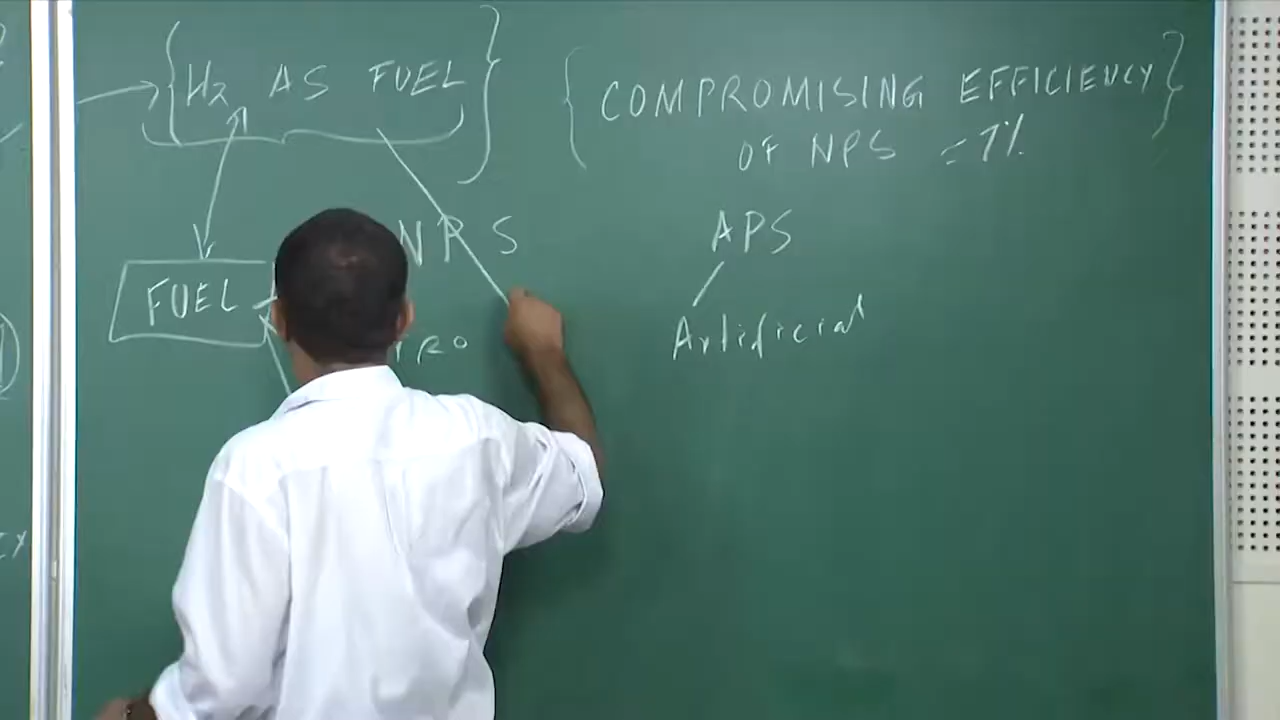 H2 AS FUEL
COMPROMISING EFFICIENCY
OF NPS = 7%
NPS
APS
FUEL
Artificial